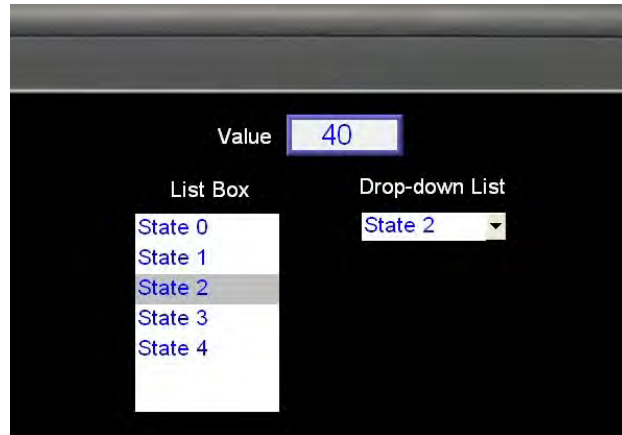 Value 40
List Box
State 0
State 1
State 2
State 3
State 4
Drop-down List
State 2